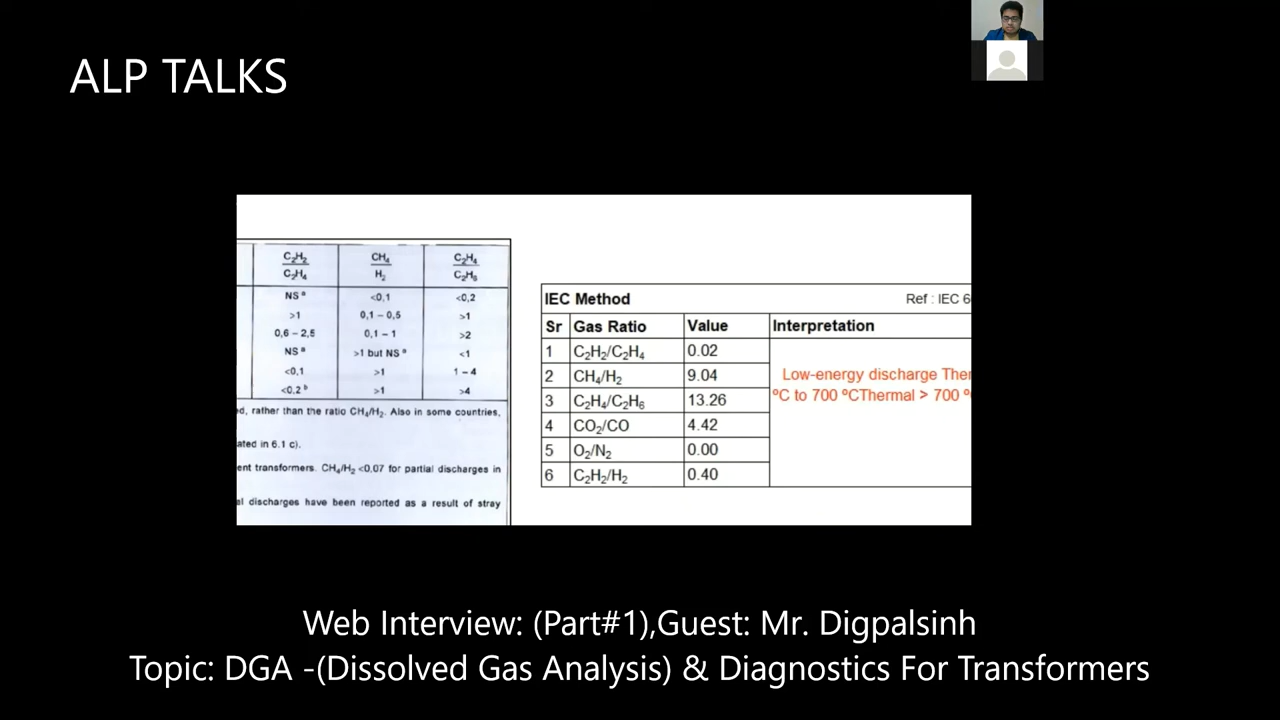 ALP TALKS
C₂H₂/C₂H₄ CH₄/H₂ C₂H₄/C₂H₆
NS ᵃ <0,1 <0,2
>1 0,1 – 0,5 >1
0,6 – 2,5 0,1 – 1 >2
NS ᵃ >1 but NS ᵃ <1
<0,1 >1 1 – 4
<0,2 ᵇ >1 >4
ed, rather than the ratio CH₄/H₂. Also in some countries,
ated in 6.1 c).
ent transformers. CH₄/H₂ <0,07 for partial discharges in
al discharges have been reported as a result of stray
IEC Method Ref : IEC 6
Sr Gas Ratio Value Interpretation
1 C₂H₂/C₂H₄ 0.02
2 CH₄/H₂ 9.04
3 C₂H₄/C₂H₆ 13.26
4 CO₂/CO 4.42
5 O₂/N₂ 0.00
6 C₂H₂/H₂ 0.40
Low-energy discharge Ther
ºC to 700 ºCThermal > 700 º
Web Interview: (Part#1),Guest: Mr. Digpalsinh
Topic: DGA -(Dissolved Gas Analysis) & Diagnostics For Transformers